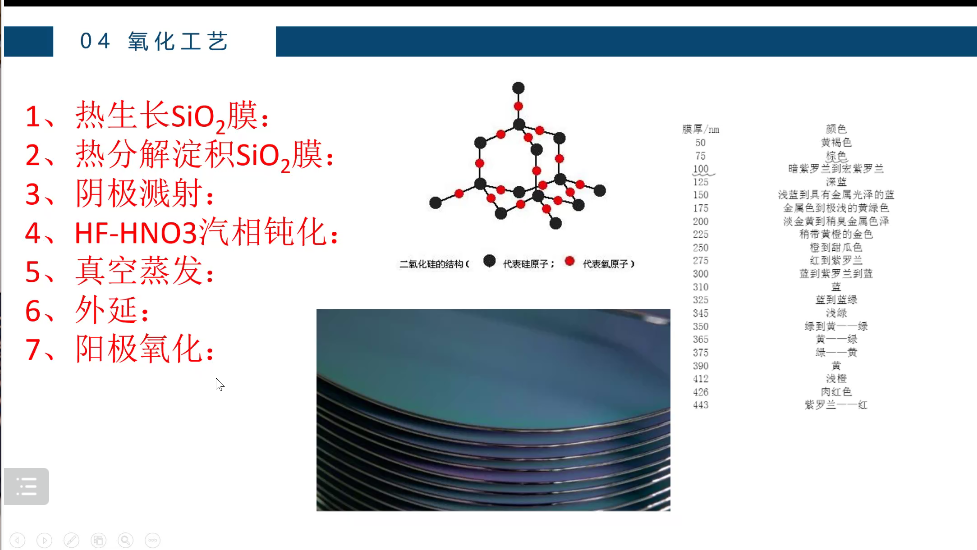 04 氧化工艺
1、热生长SiO2膜：
2、热分解淀积SiO2膜：
3、阴极溅射：
4、HF-HNO3汽相钝化：
5、真空蒸发：
6、外延：
7、阳极氧化：
二氧化硅的结构（ 代表硅原子； 代表氧原子）
膜厚/nm 颜色
50 黄褐色
75 棕色
100 暗紫罗兰到宏紫罗兰
125 深蓝
150 浅蓝到具有金属光泽的蓝
175 金属色到极浅的黄绿色
200 淡金黄到稍臭金属色泽
225 稍带黄橙的金色
250 橙到甜瓜色
275 红到紫罗兰
300 蓝到紫罗兰到蓝
310 蓝
325 蓝到蓝绿
345 浅绿
350 绿到黄——绿
365 黄——绿
375 绿——黄
390 黄
412 浅橙
426 肉红色
443 紫罗兰——红